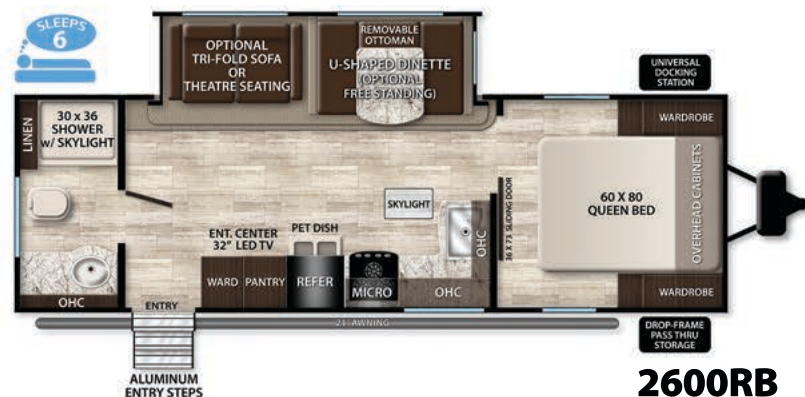 SLEEPS
6
OPTIONAL
TRI-FOLD SOFA
OR
THEATRE SEATING
REMOVABLE
OTTOMAN
U-SHAPED DINETTE
(OPTIONAL
FREE STANDING)
UNIVERSAL
DOCKING
STATION
LINEN
30 x 36
SHOWER
w/ SKYLIGHT
WARDROBE
SKYLIGHT
36 X 73 SLIDING DOOR
60 X 80
QUEEN BED
OVERHEAD CABINETS
ENT. CENTER
32" LED TV
PET DISH
OHC
WARD
PANTRY
REFER
MICRO
OHC
WARDROBE
OHC
ENTRY
21' AWNING
DROP-FRAME
PASS THRU
STORAGE
ALUMINUM
ENTRY STEPS
2600RB